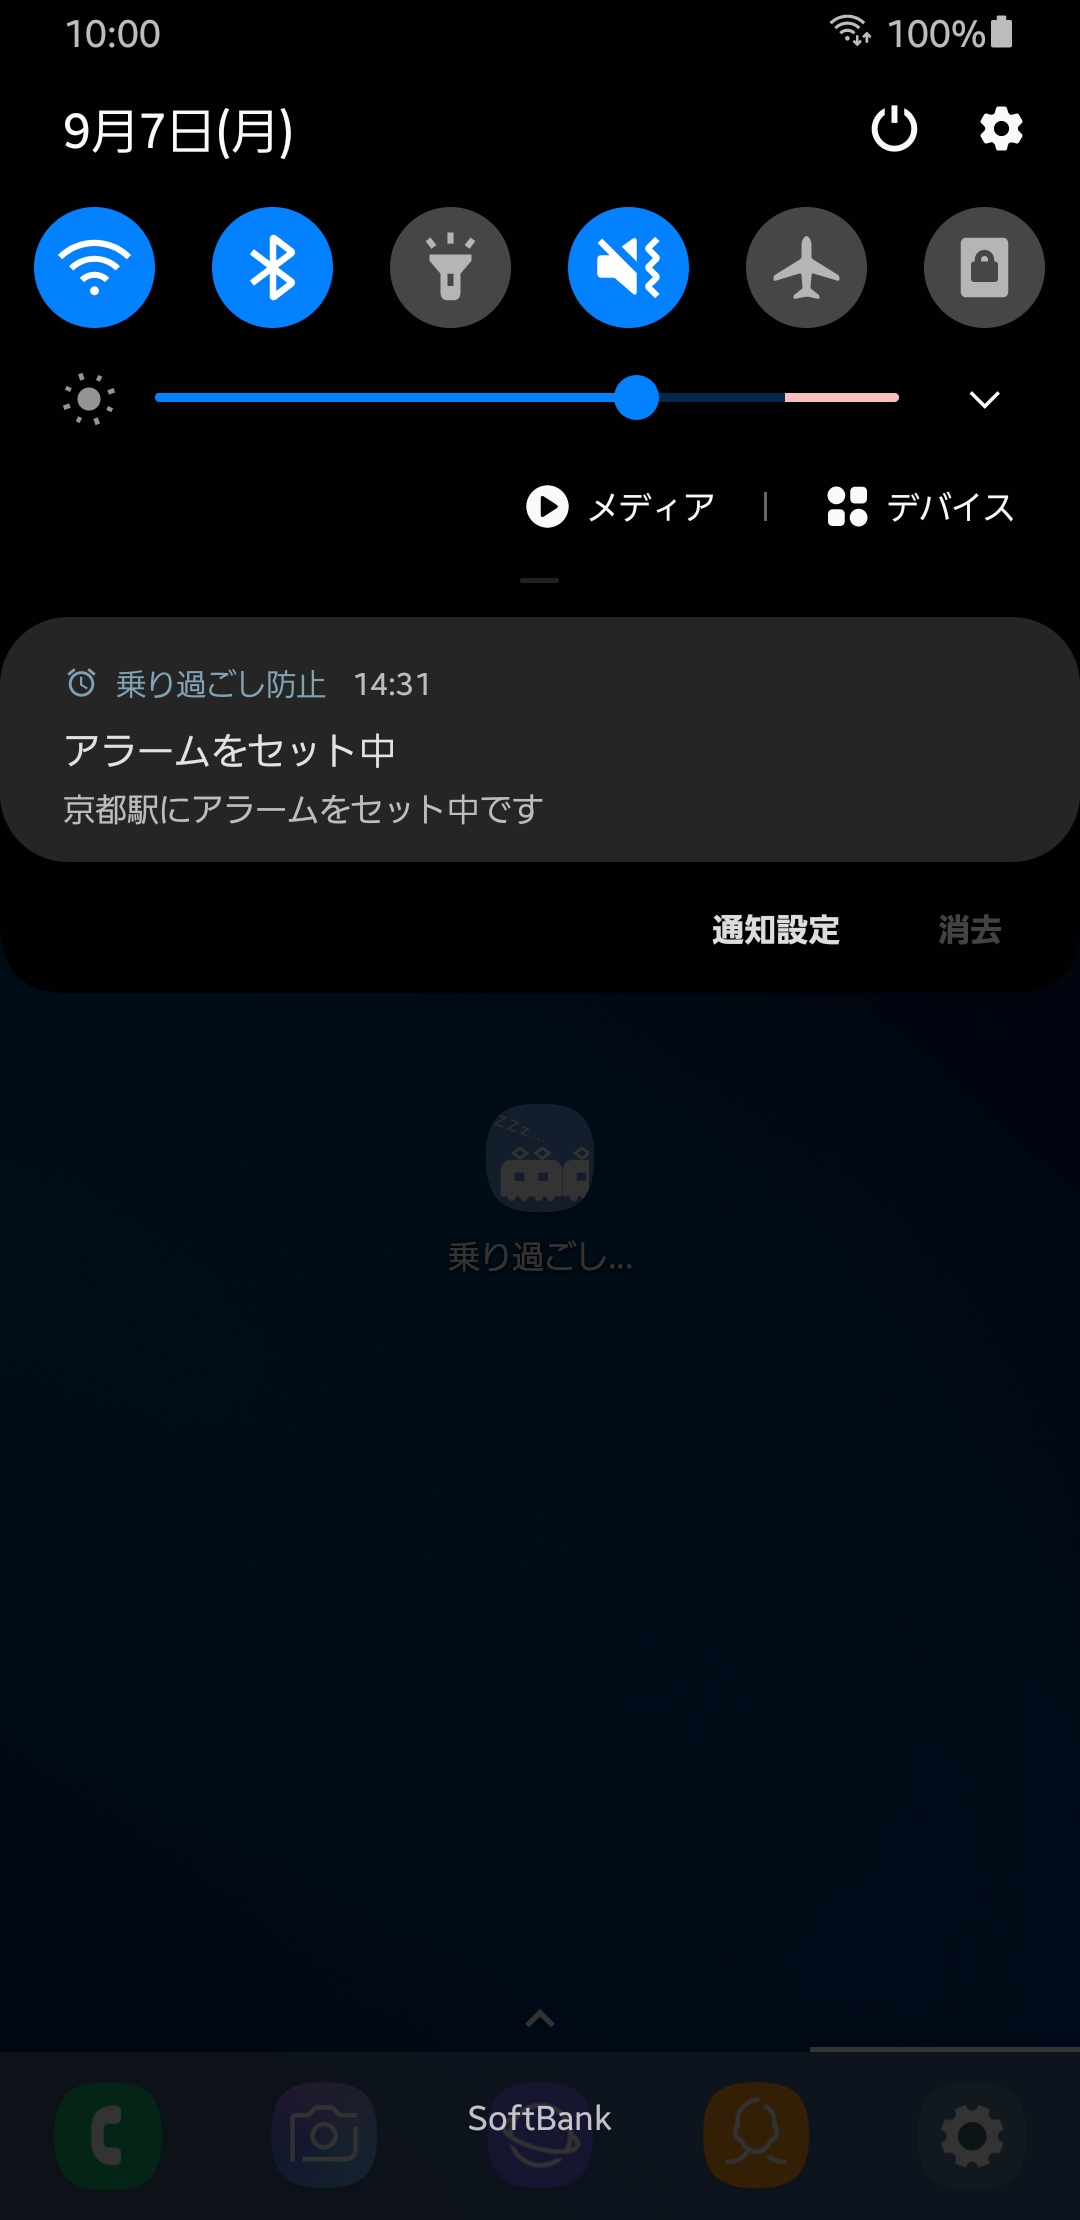 10:00 100%
9月7日(月)
メディア | デバイス
乗り過ごし防止 14:31
アラームをセット中
京都駅にアラームをセット中です
通知設定 消去
zzz...
乗り過ごし...
SoftBank